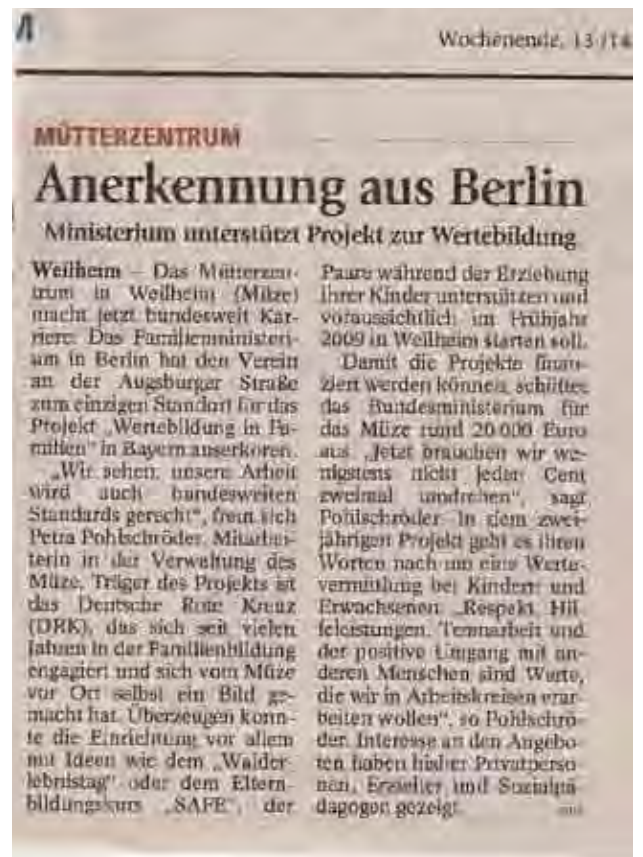 Wochenende, 13./14.
MÜTTERZENTRUM
Anerkennung aus Berlin
Ministerium unterstützt Projekt zur Wertebildung
Weilheim – Das Mütterzen-
trum in Weilheim (Müze)
macht jetzt bundesweit Kar-
riere. Das Familienministeri-
um in Berlin hat den Verein
an der Augsburger Straße
zum einzigen Standort für das
Projekt „Wertebildung in Fa-
milien“ in Bayern auserkoren.
„Wir sehen, unsere Arbeit
wird auch bundesweiten
Standards gerecht“, freut sich
Petra Pohlschröder, Mitarbei-
terin in der Verwaltung des
Müze. Träger des Projekts ist
das Deutsche Rote Kreuz
(DRK), das sich seit vielen
Jahren in der Familienbildung
engagiert und sich vom Müze
vor Ort selbst ein Bild ge-
macht hat. Überzeugen konn-
te die Einrichtung vor allem
mit Ideen wie dem „Walder-
lebnistag“ oder dem Eltern-
bildungskurs „SAFE“, der
Paare während der Erziehung
ihrer Kinder unterstützen und
voraussichtlich im Frühjahr
2009 in Weilheim starten soll.
Damit die Projekte finan-
ziert werden können, schüttet
das Bundesministerium für
das Müze rund 20 000 Euro
aus. „Jetzt brauchen wir we-
nigstens nicht jeden Cent
zweimal umdrehen“, sagt
Pohlschröder. In dem zwei-
jährigen Projekt geht es ihren
Worten nach um eine Werte-
vermittlung bei Kindern und
Erwachsenen. „Respekt, Hil-
feleistungen, Teamarbeit und
der positive Umgang mit an-
deren Menschen sind Werte,
die wir in Arbeitskreisen erar-
beiten wollen“, so Pohlschrö-
der. Interesse an den Angebo-
ten haben bisher Privatperso-
nen, Erzieher und Sozialpä-
dagogen gezeigt.